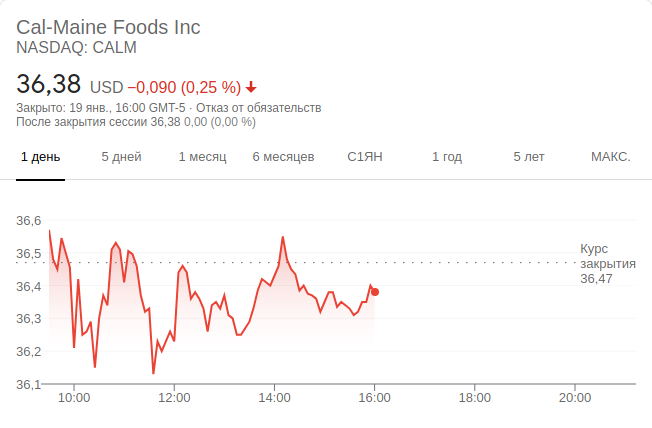 Cal-Maine Foods Inc
NASDAQ: CALM
36,38 USD −0,090 (0,25 %)
Закрыто: 19 янв., 16:00 GMT-5 · Отказ от обязательств
После закрытия сессии 36,38 0,00 (0,00 %)
1 день 5 дней 1 месяц 6 месяцев С1ЯН 1 год 5 лет МАКС.
36,6
36,5
36,4
36,3
36,2
36,1
Курс
закрытия
36,47
10:00 12:00 14:00 16:00 18:00 20:00